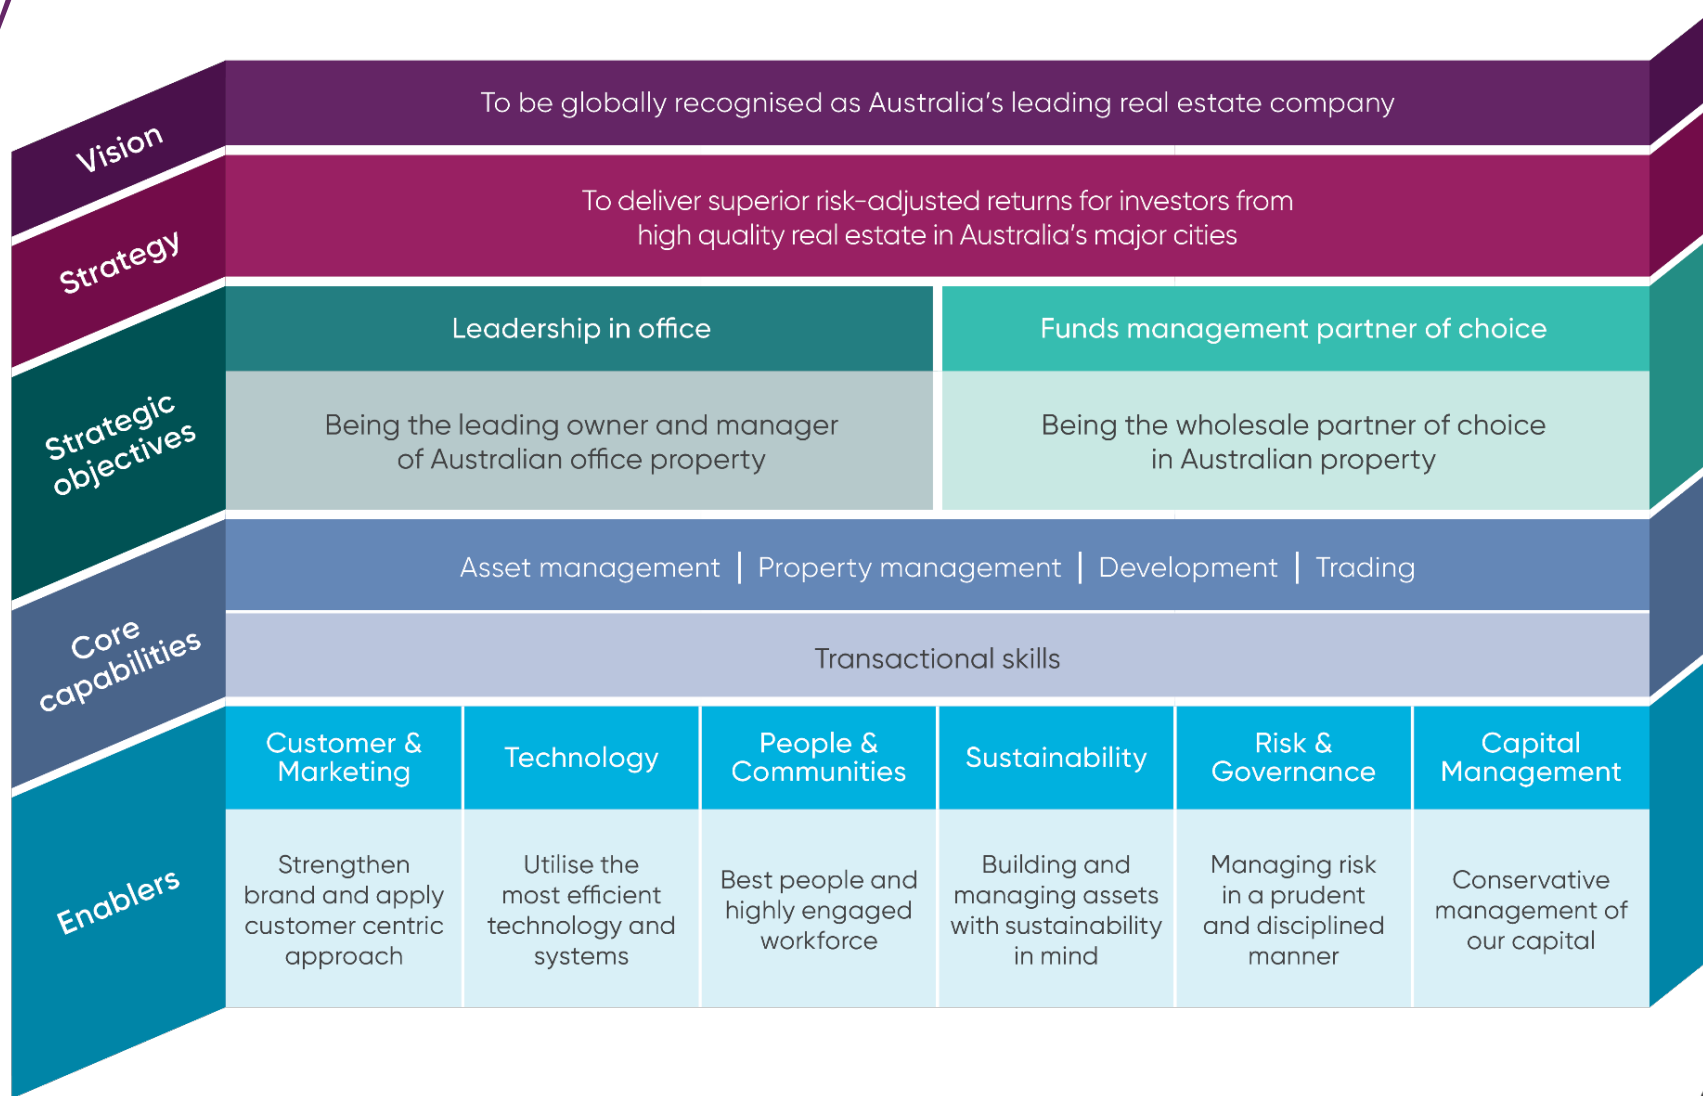 Vision
To be globally recognised as Australia's leading real estate company
Strategy
To deliver superior risk-adjusted returns for investors from
high quality real estate in Australia's major cities
Strategic
objectives
Leadership in office
Being the leading owner and manager
of Australian office property
Funds management partner of choice
Being the wholesale partner of choice
in Australian property
Core
capabilities
Asset management | Property management | Development | Trading
Transactional skills
Enablers
Customer &
Marketing
Strengthen
brand and apply
customer centric
approach
Technology
Utilise the
most efficient
technology and
systems
People &
Communities
Best people and
highly engaged
workforce
Sustainability
Building and
managing assets
with sustainability
in mind
Risk &
Governance
Managing risk
in a prudent
and disciplined
manner
Capital
Management
Conservative
management of
our capital